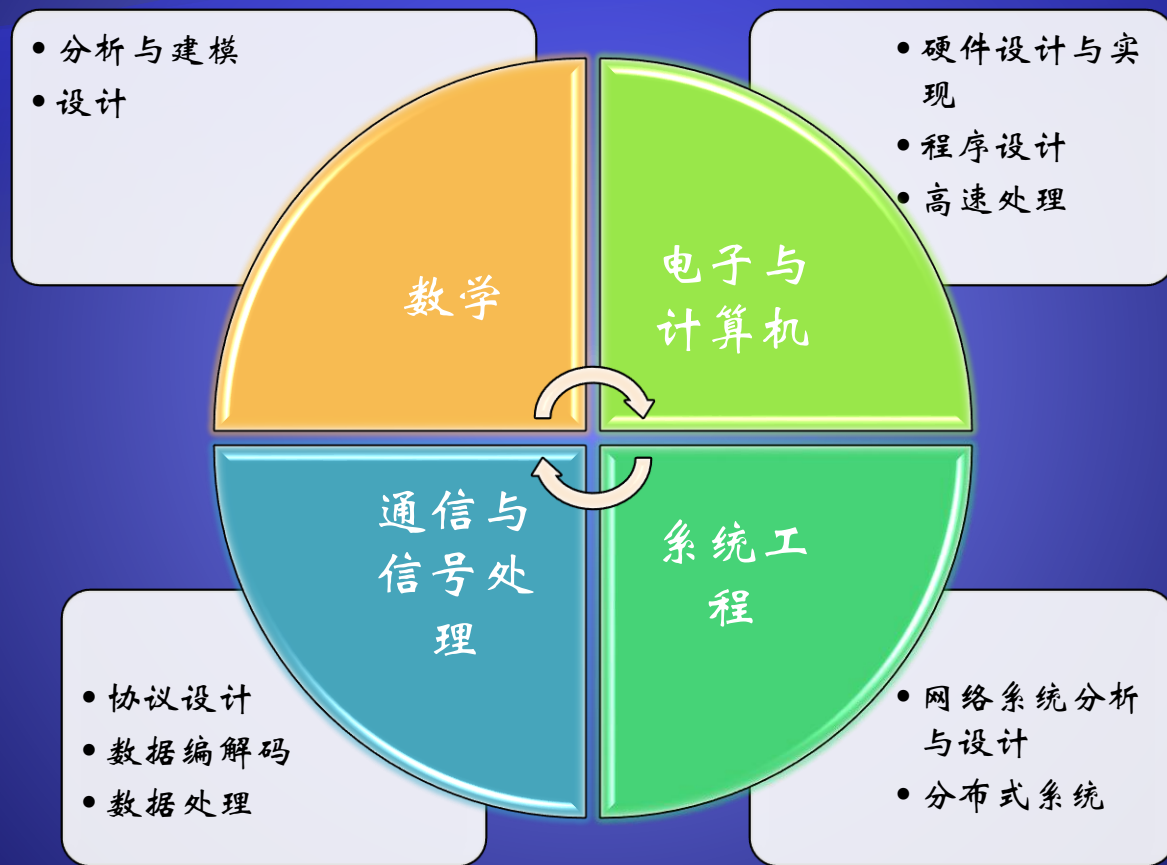 • 分析与建模
• 设计
• 硬件设计与实
现
• 程序设计
• 高速处理
数学
电子与
计算机
通信与
信号处
理
系统工
程
• 协议设计
• 数据编解码
• 数据处理
• 网络系统分析
与设计
• 分布式系统